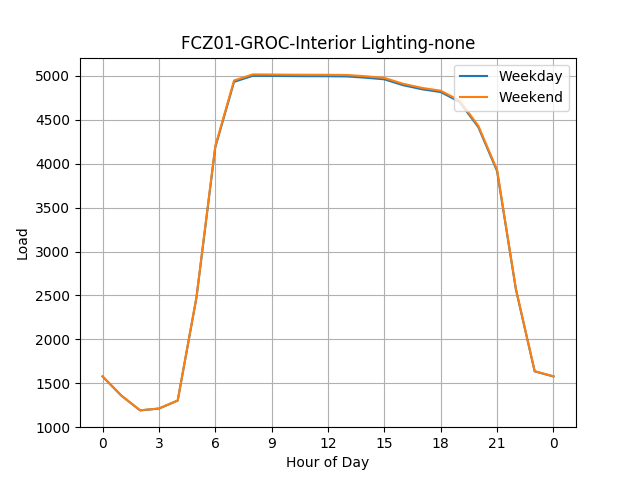 FCZ01-GROC-Interior Lighting-none
Weekday
Weekend
Load
5000
4500
4000
3500
3000
2500
2000
1500
1000
0 3 6 9 12 15 18 21 0
Hour of Day